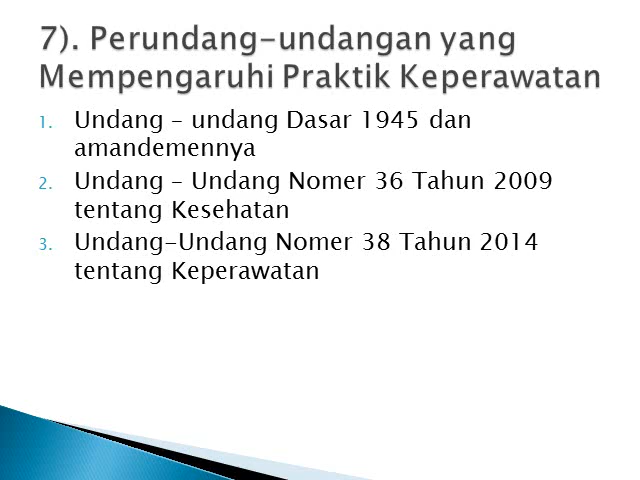 7). Perundang-undangan yang
Mempengaruhi Praktik Keperawatan
1. Undang – undang Dasar 1945 dan
amandemennya
2. Undang – Undang Nomer 36 Tahun 2009
tentang Kesehatan
3. Undang-Undang Nomer 38 Tahun 2014
tentang Keperawatan